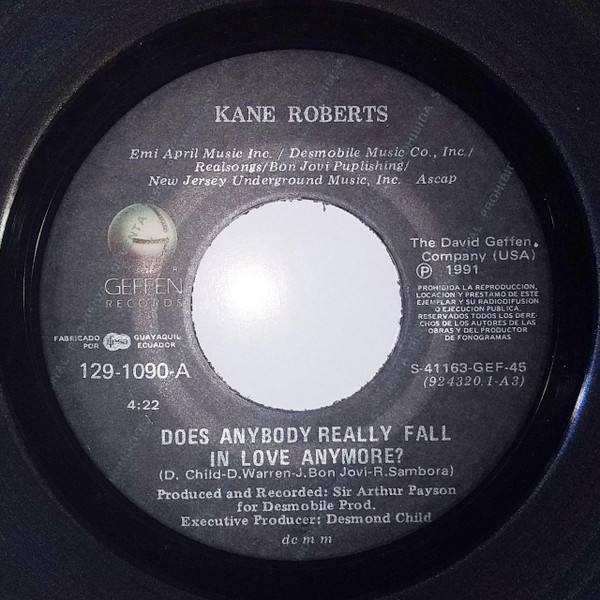 KANE ROBERTS
Emi April Music Inc. / Desmobile Music Co., Inc./
Realsongs/Bon Jovi Puplishing/
New Jersey Underground Music, Inc. Ascap
GEFFEN
RECORDS
The David Geffen
Company (USA)
Ⓟ 1991
PROHIBIDA LA REPRODUCCION,
LOCACION Y PRESTAMO DE ESTE
EJEMPLAR Y SU RADIODIFUSION
O EJECUCION PUBLICA.
RESERVADOS TODOS LOS DERE-
CHOS DE LOS AUTORES DE LAS
OBRAS Y DEL PRODUCTOR
DE FONOGRAMAS
FABRICADO
POR
ifesa
GUAYAQUIL
ECUADOR
129-1090-A
S-41163-GEF-45
(924320.1-A3)
4:22
DOES ANYBODY REALLY FALL
IN LOVE ANYMORE?
(D. Child-D.Warren-J.Bon Jovi-R.Sambora)
Produced and Recorded: Sir Arthur Payson
for Desmobile Prod.
Executive Producer: Desmond Child
dcmm